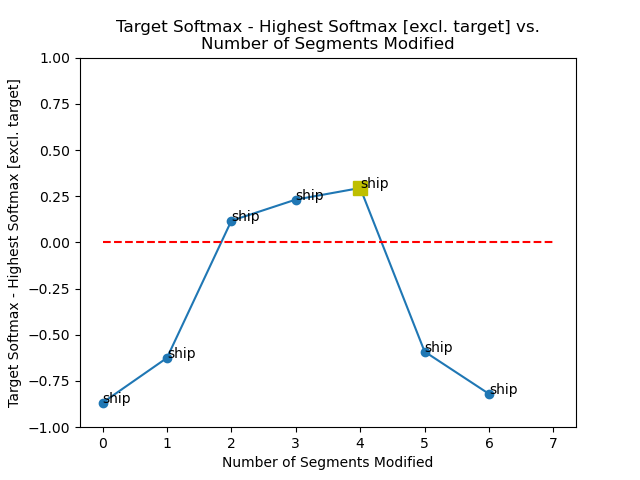 Target Softmax - Highest Softmax [excl. target] vs.
Number of Segments Modified
Target Softmax - Highest Softmax [excl. target]
1.00
0.75
0.50
0.25
0.00
−0.25
−0.50
−0.75
−1.00
ship
ship
ship
ship
ship
ship
ship
0 1 2 3 4 5 6 7
Number of Segments Modified